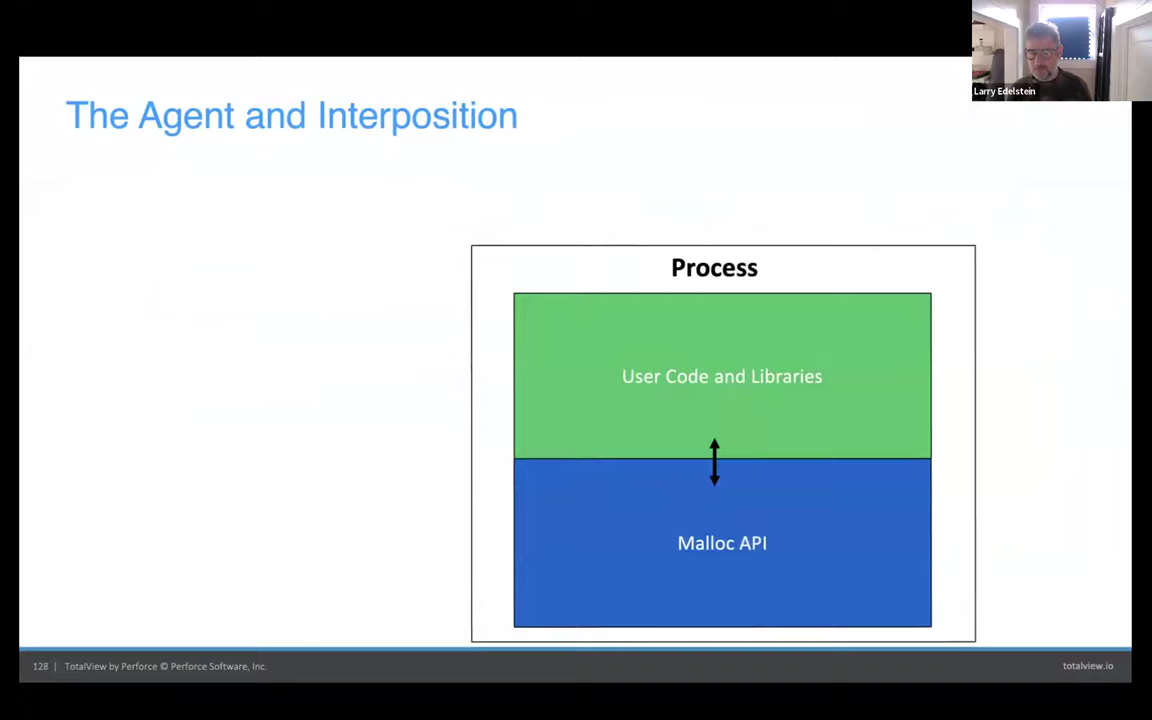 Larry Edelstein
The Agent and Interposition
Process
User Code and Libraries
Malloc API
128 | TotalView by Perforce © Perforce Software, Inc.
totalview.io